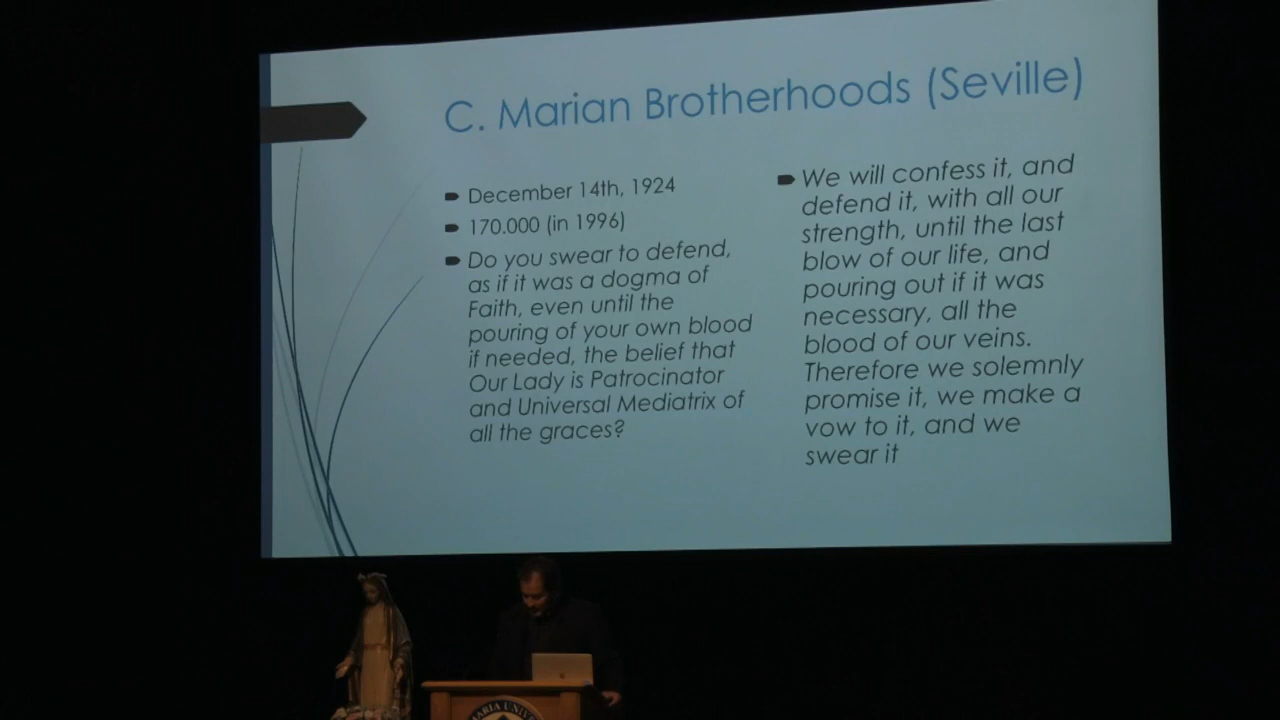 C. Marian Brotherhoods (Seville)
December 14th, 1924
170.000 (in 1996)
Do you swear to defend,
as if it was a dogma of
Faith, even until the
pouring of your own blood
if needed, the belief that
Our Lady is Patrocinator
and Universal Mediatrix of
all the graces?
We will confess it, and
defend it, with all our
strength, until the last
blow of our life, and
pouring out if it was
necessary, all the
blood of our veins.
Therefore we solemnly
promise it, we make a
vow to it, and we
swear it
MARIA UNIV